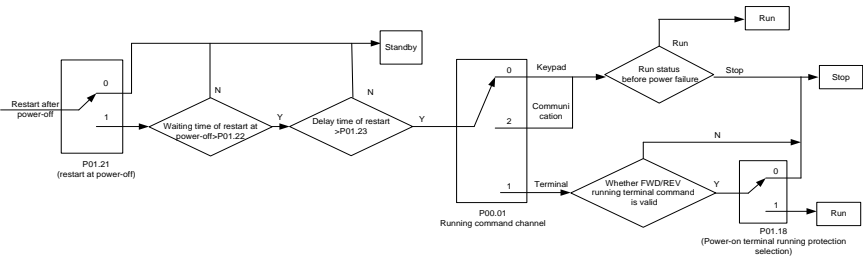 Restart after
power-off
0
1
P01.21
(restart at power-off)
N
Waiting time of restart at
power-off>P01.22
Y
N
Delay time of restart
>P01.23
Y
Standby
0
2
1
P00.01
Running command channel
Keypad
Communi
cation
Terminal
Run status
before power failure
Run
Run
Stop
Stop
N
Whether FWD/REV
running terminal command
is valid
Y
0
1
P01.18
(Power-on terminal running protection
selection)
Run